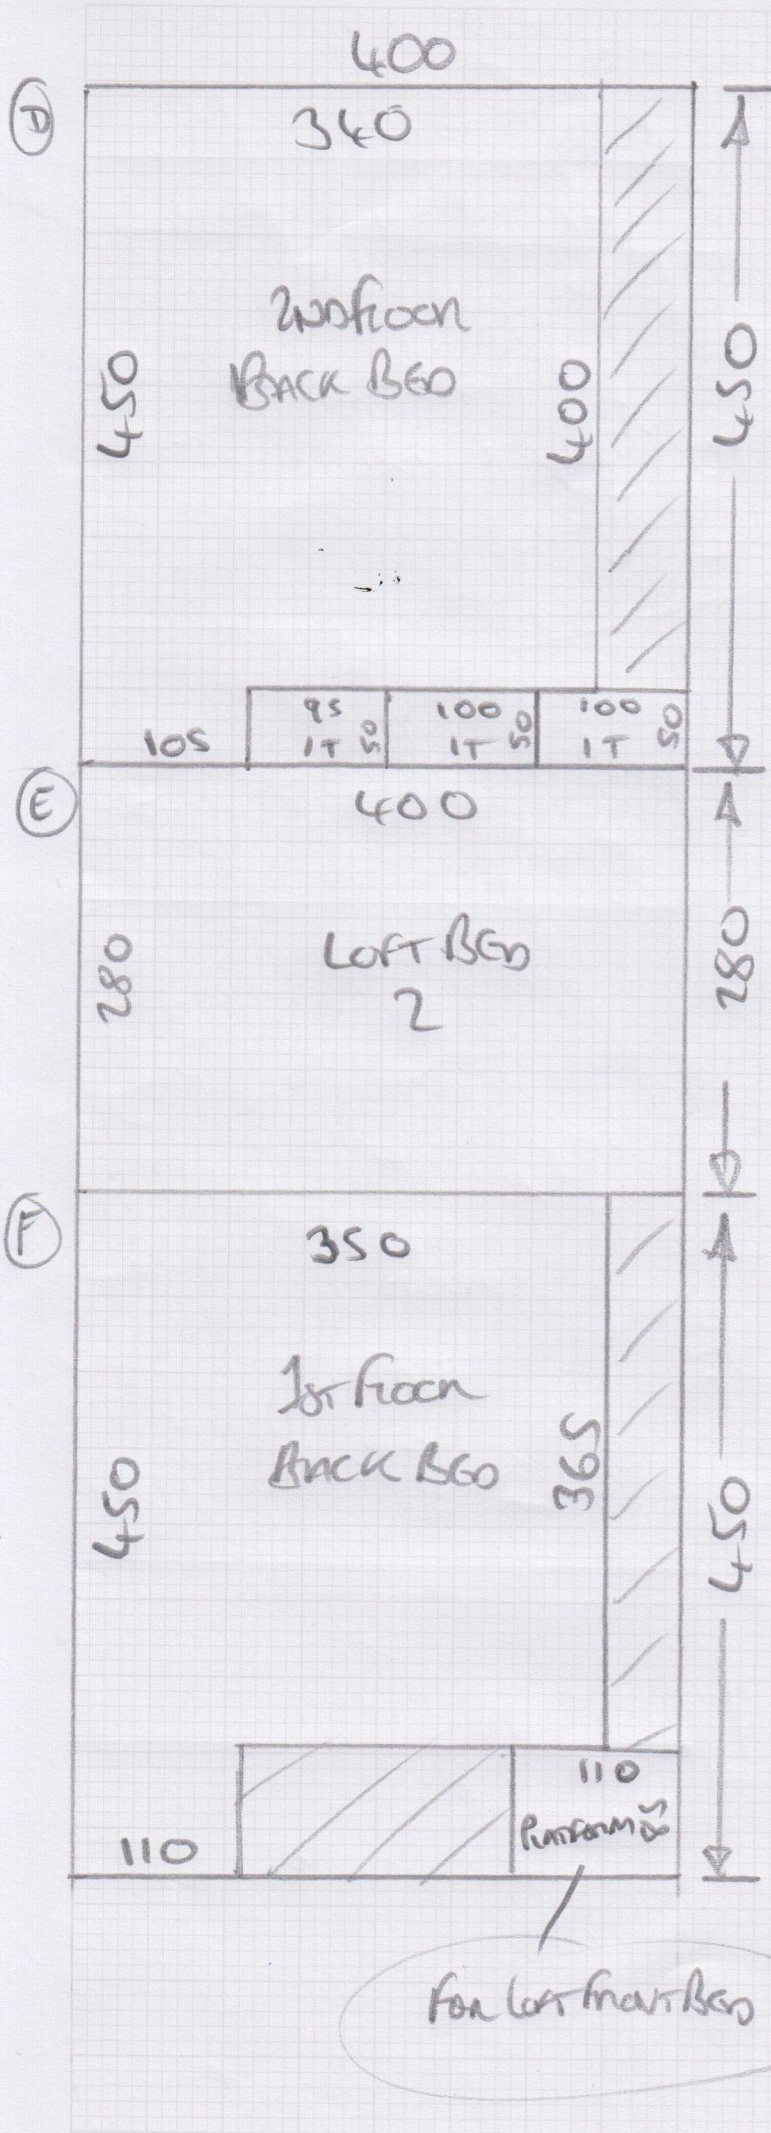 400
D
340
2ND FLOOR
BACK BED
450
400
450
95
1T 50
100
1T 50
100
1T 50
105
E
400
280
LOFT BED
2
280
F
350
1ST FLOOR
BACK BED
450
365
450
110
110
PLATFORM 85
FOR LOFT FRONT BED